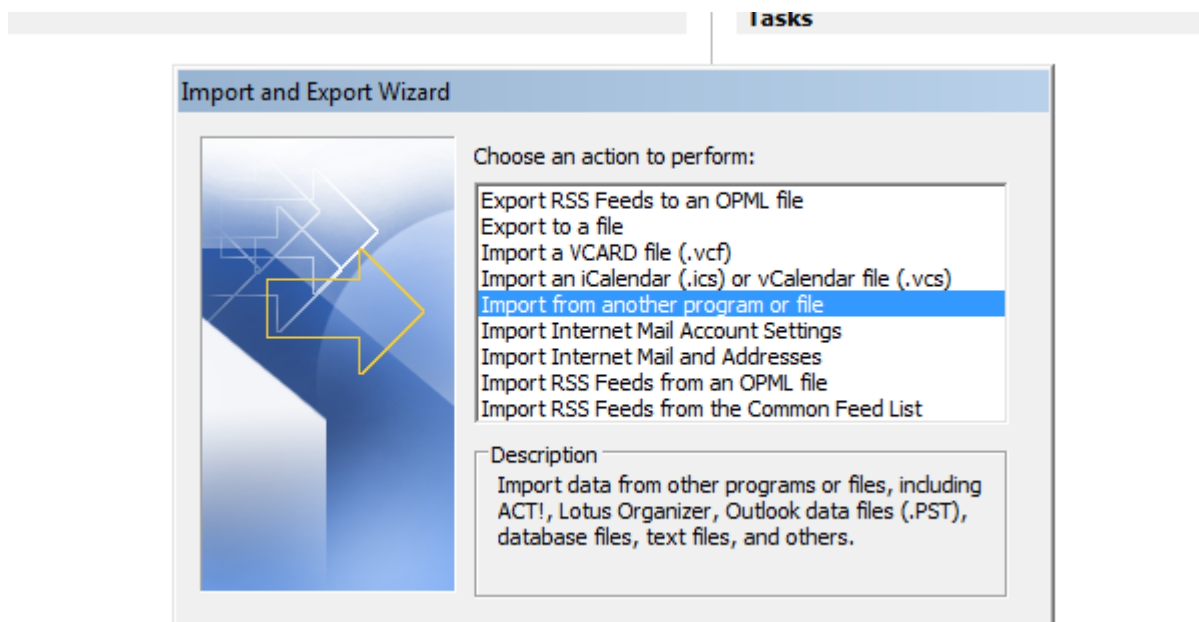 Tasks
Import and Export Wizard
Choose an action to perform:
Export RSS Feeds to an OPML file
Export to a file
Import a VCARD file (.vcf)
Import an iCalendar (.ics) or vCalendar file (.vcs)
Import from another program or file
Import Internet Mail Account Settings
Import Internet Mail and Addresses
Import RSS Feeds from an OPML file
Import RSS Feeds from the Common Feed List
Description
Import data from other programs or files, including
ACT!, Lotus Organizer, Outlook data files (.PST),
database files, text files, and others.